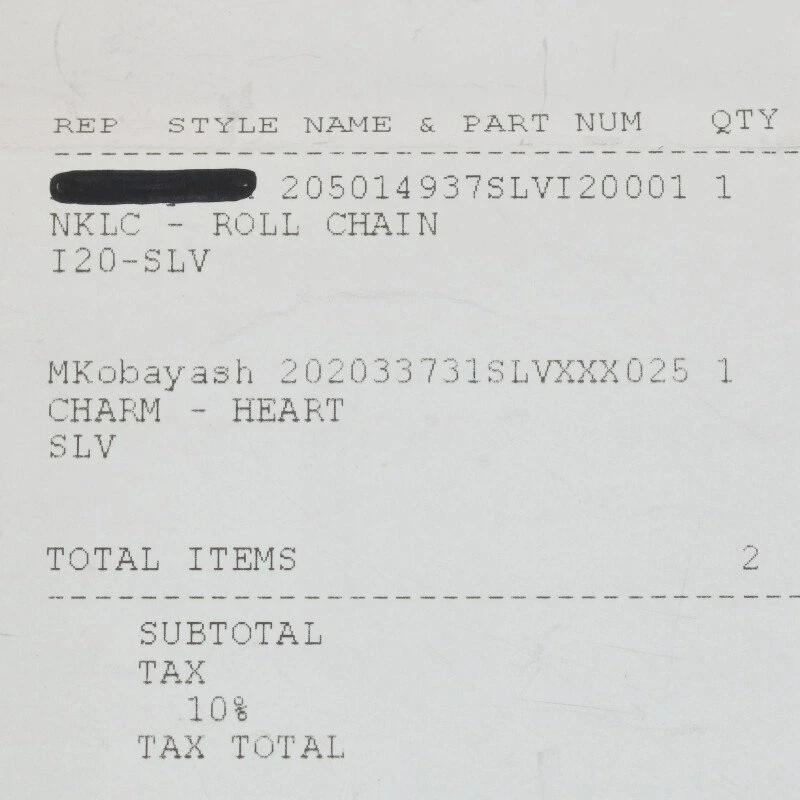 REP STYLE NAME & PART NUM QTY
205014937SLVI20001 1
NKLC - ROLL CHAIN
I20-SLV
MKobayash 202033731SLVXXX025 1
CHARM - HEART
SLV
TOTAL ITEMS 2
SUBTOTAL
TAX
10%
TAX TOTAL